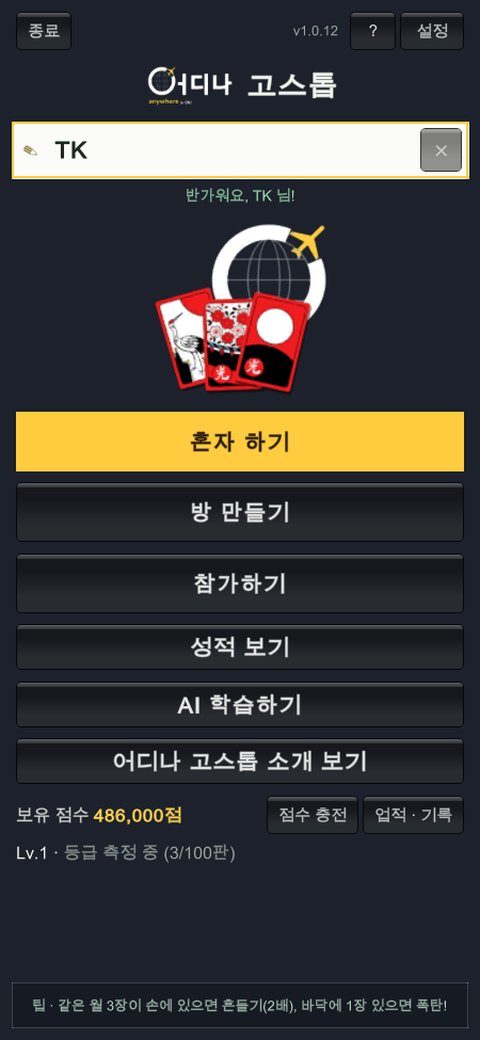 종료
v1.0.12
?
설정
어디나 고스톱
anywhere
TK
×
반가워요, TK 님!
光
光
혼자 하기
방 만들기
참가하기
성적 보기
AI 학습하기
어디나 고스톱 소개 보기
보유 점수 486,000점
점수 충전
업적 · 기록
Lv.1 · 등급 측정 중 (3/100판)
팁 · 같은 월 3장이 손에 있으면 흔들기(2배), 바닥에 1장 있으면 폭탄!